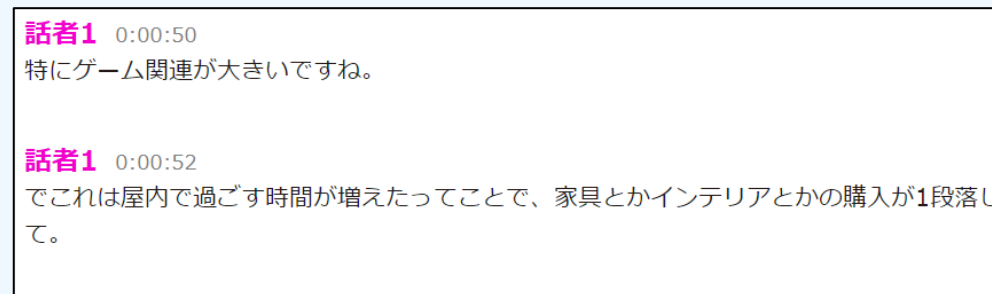 話者1 0:00:50
特にゲーム関連が大きいですね。
話者1 0:00:52
でこれは屋内で過ごす時間が増えたってことで、家具とかインテリアとかの購入が1段落し
て。